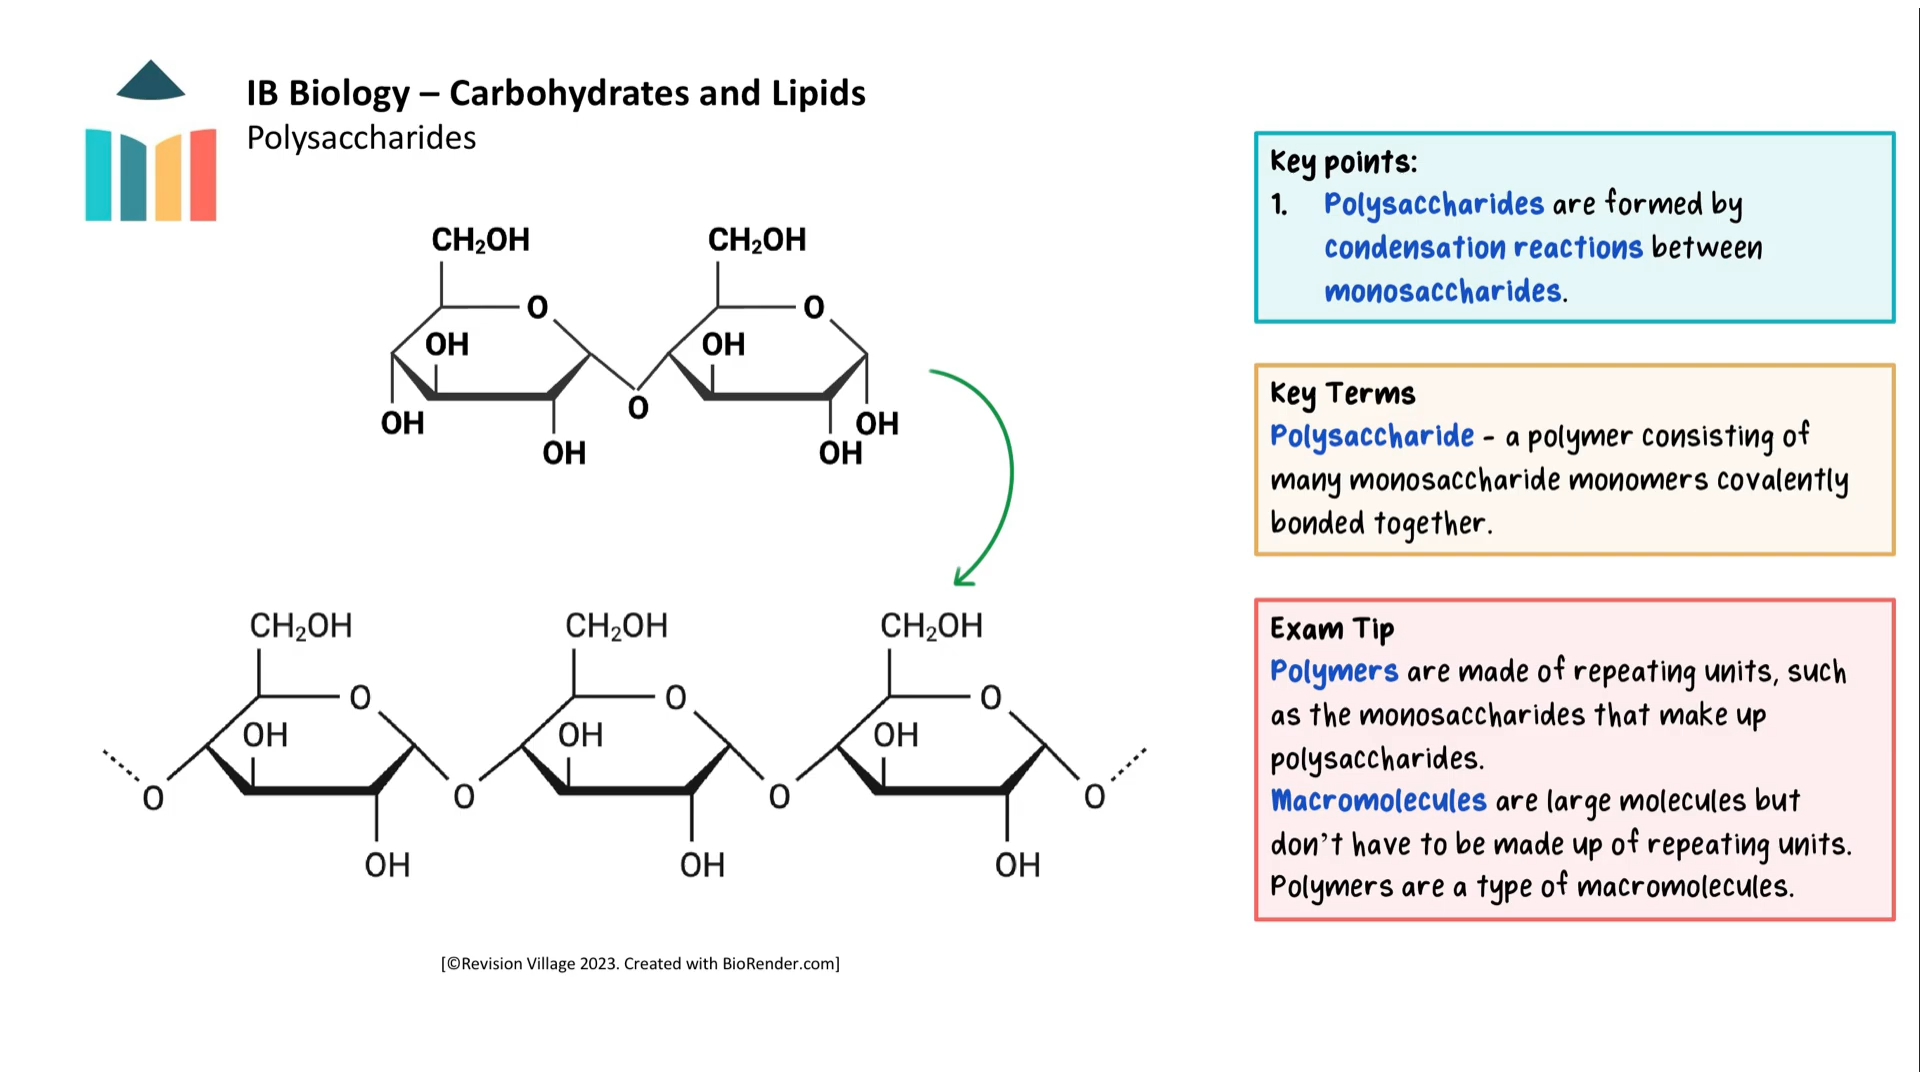 IB Biology – Carbohydrates and Lipids
Polysaccharides
CH₂OH CH₂OH
O O
OH OH
O
OH OH
OH OH
CH₂OH CH₂OH CH₂OH
O O O
OH OH OH
O O O O
OH OH OH
[©Revision Village 2023. Created with BioRender.com]
Key points:
1. Polysaccharides are formed by
condensation reactions between
monosaccharides.
Key Terms
Polysaccharide - a polymer consisting of
many monosaccharide monomers covalently
bonded together.
Exam Tip
Polymers are made of repeating units, such
as the monosaccharides that make up
polysaccharides.
Macromolecules are large molecules but
don't have to be made up of repeating units.
Polymers are a type of macromolecules.